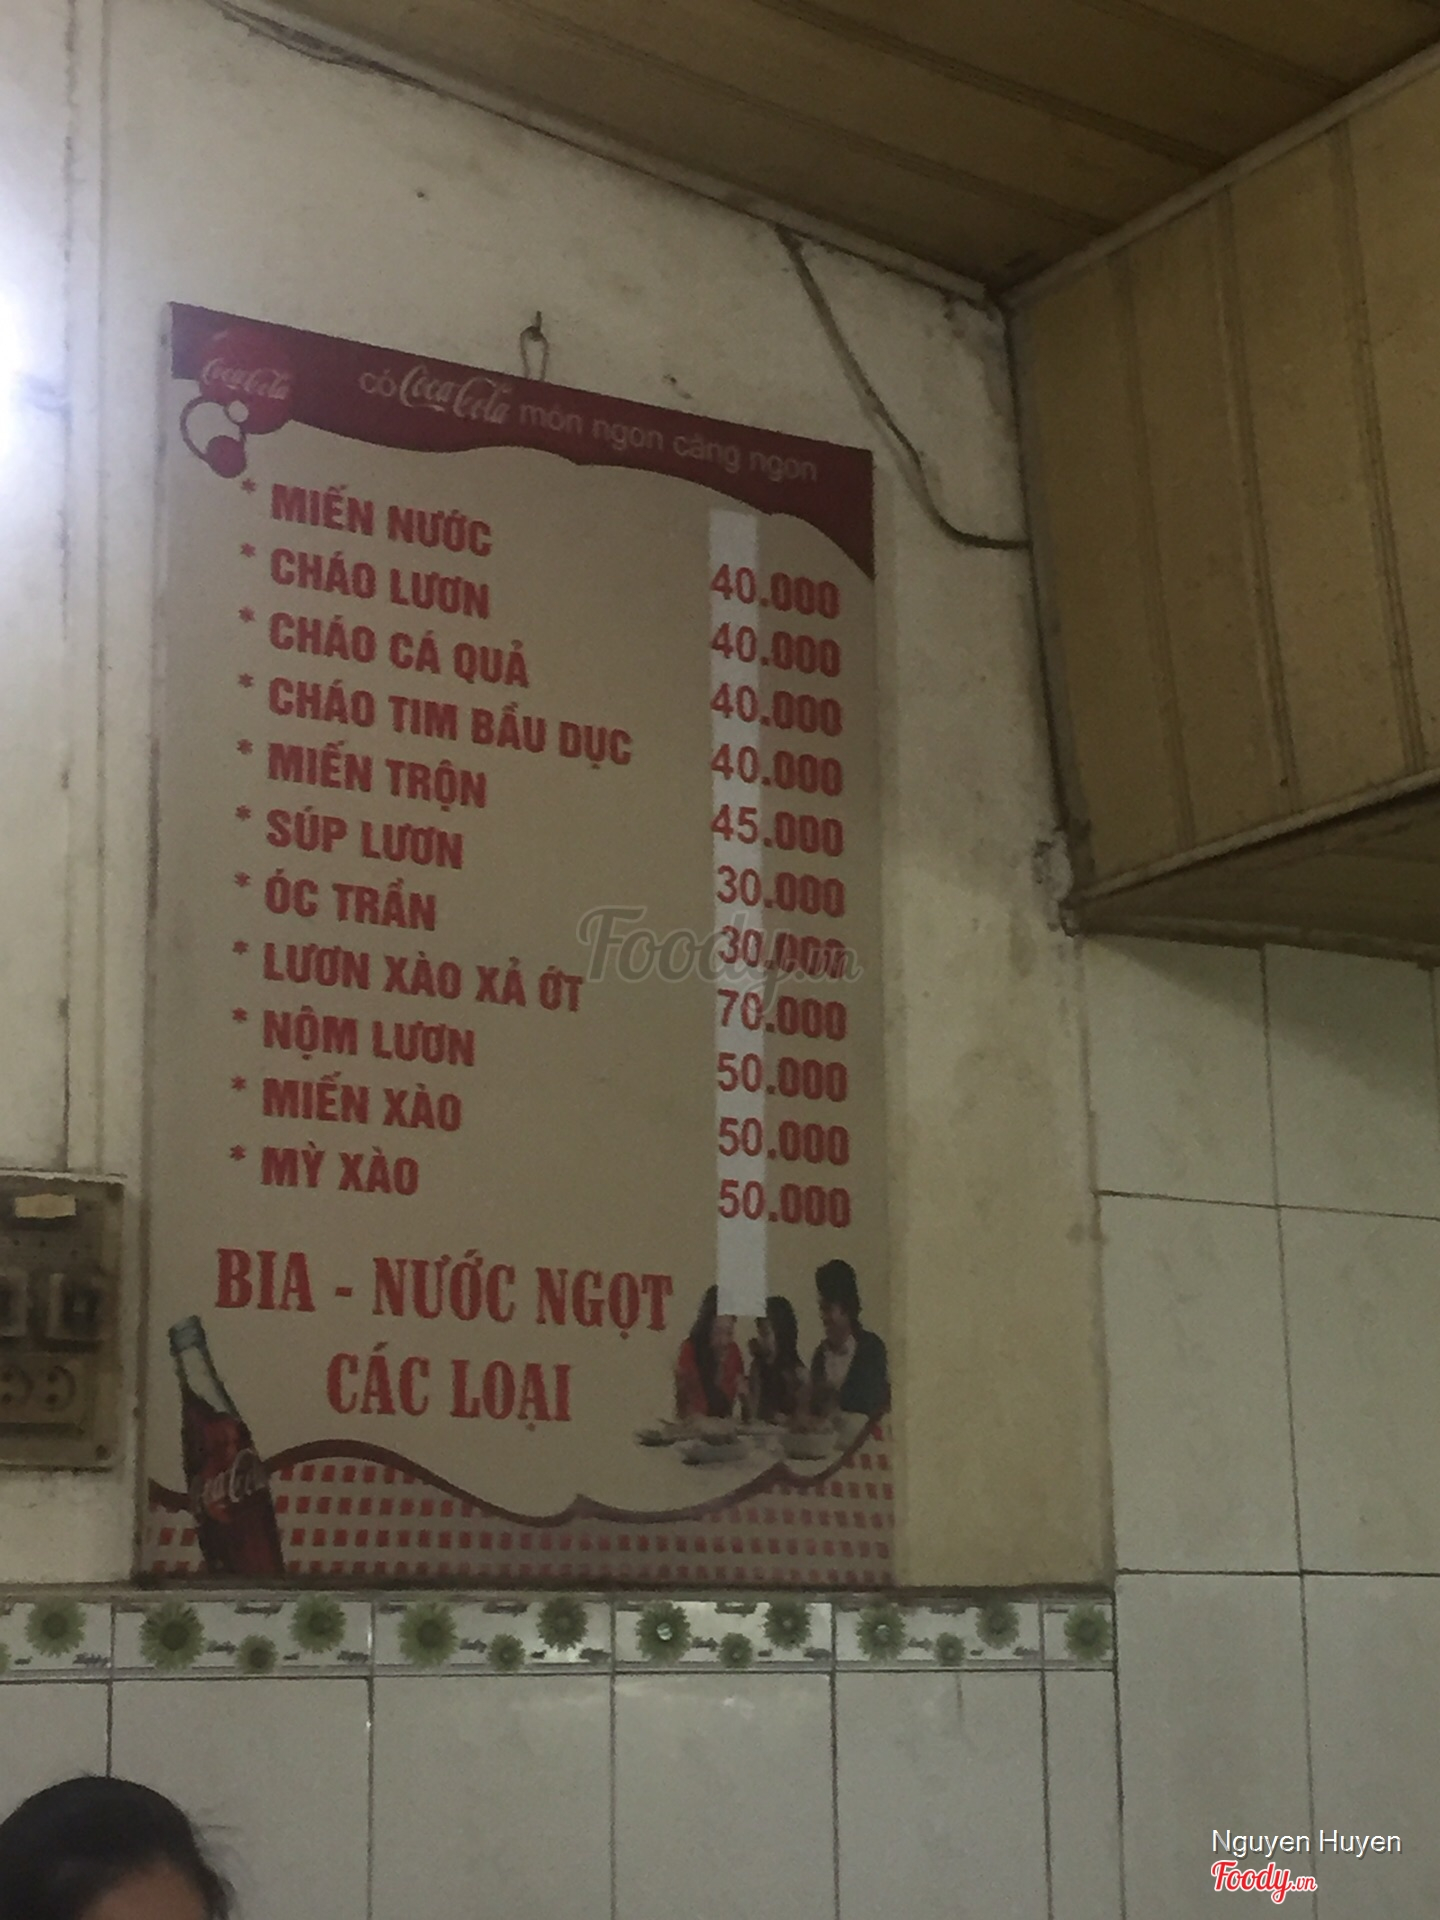 Coca-Cola
có Coca-Cola món ngon càng ngon
* MIẾN NƯỚC 40.000
* CHÁO LƯƠN 40.000
* CHÁO CÁ QUẢ 40.000
* CHÁO TIM BẦU DỤC 40.000
* MIẾN TRỘN 45.000
* SÚP LƯƠN 30.000
* ÓC TRẦN 30.000
* LƯƠN XÀO XẢ ỚT 70.000
* NỘM LƯƠN 50.000
* MIẾN XÀO 50.000
* MỲ XÀO 50.000
BIA - NƯỚC NGỌT
CÁC LOẠI
Coca-Cola
Foody.vn
Nguyen Huyen
Foody.vn